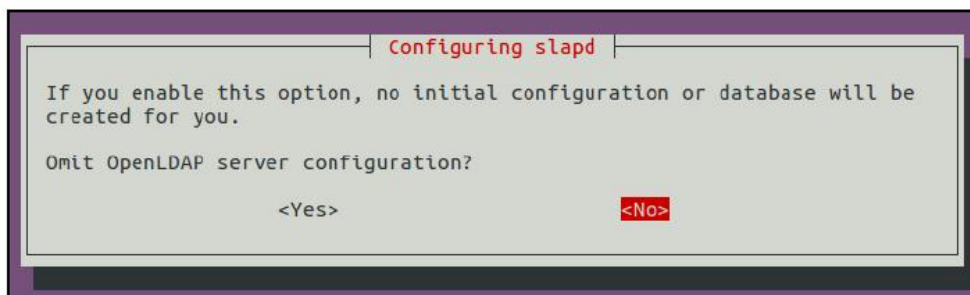 Configuring slapd
If you enable this option, no initial configuration or database will be
created for you.
Omit OpenLDAP server configuration?
<Yes> <No>